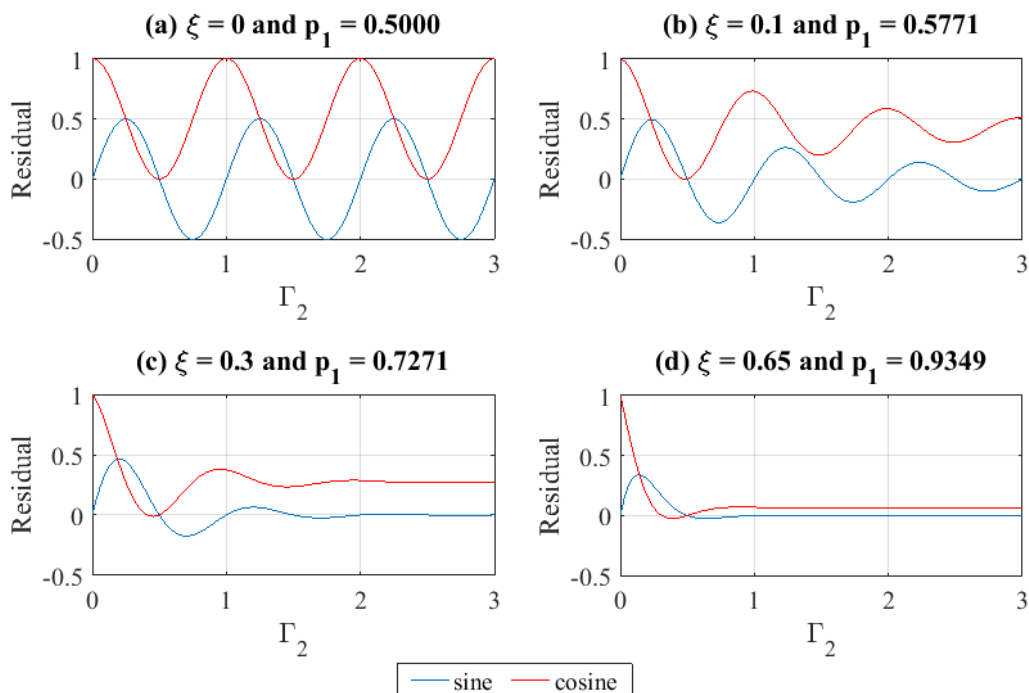 (a) ξ = 0 and p1 = 0.5000
1
0.5
0
-0.5
Residual
0 1 2 3
Γ2
(b) ξ = 0.1 and p1 = 0.5771
1
0.5
0
-0.5
Residual
0 1 2 3
Γ2
(c) ξ = 0.3 and p1 = 0.7271
1
0.5
0
-0.5
Residual
0 1 2 3
Γ2
(d) ξ = 0.65 and p1 = 0.9349
1
0.5
0
-0.5
Residual
0 1 2 3
Γ2
sine cosine